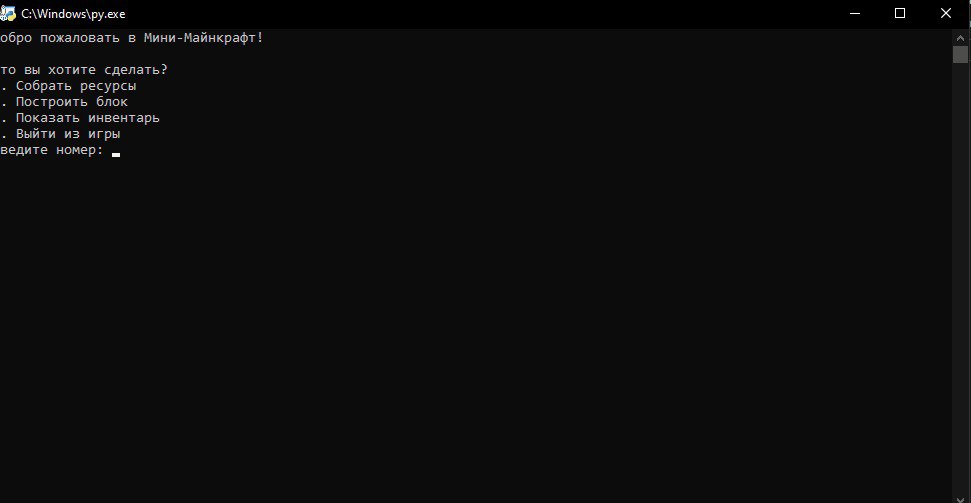 C:\Windows\py.exe
обро пожаловать в Мини-Майнкрафт!
то вы хотите сделать?
. Собрать ресурсы
. Построить блок
. Показать инвентарь
. Выйти из игры
ведите номер: